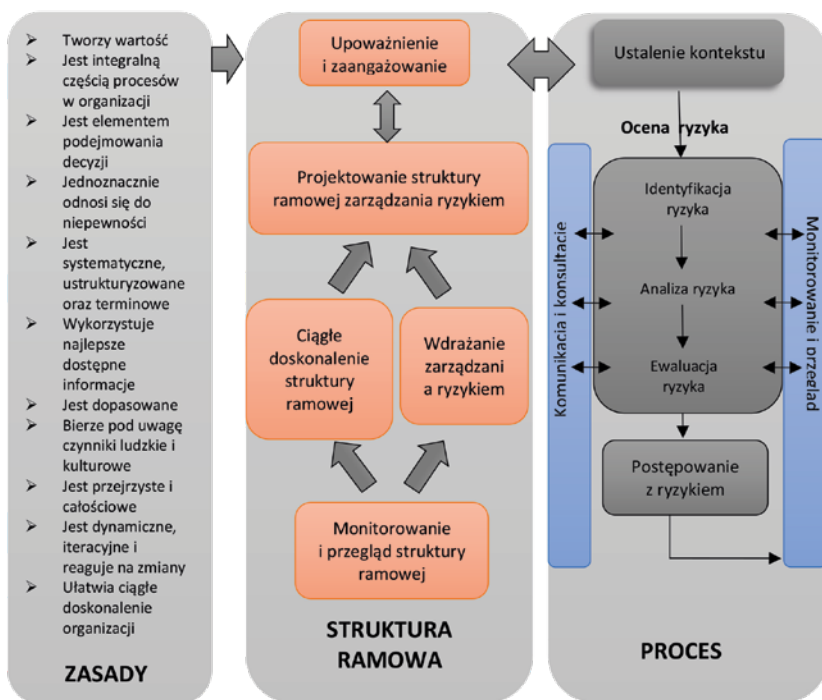 Tworzy wartość
Jest integralną
częścią procesów
w organizacji
Jest elementem
podejmowania
decyzji
Jednoznacznie
odnosi się do
niepewności
Jest
systematyczne,
ustrukturyzowane
oraz terminowe
Wykorzystuje
najlepsze
dostępne
informacje
Jest dopasowane
Bierze pod uwagę
czynniki ludzkie i
kulturowe
Jest przejrzyste i
całościowe
Jest dynamiczne,
iteracyjne i
reaguje na zmiany
Ułatwia ciągłe
doskonalenie
organizacji
ZASADY
Upoważnienie
i zaangażowanie
Projektowanie struktury
ramowej zarządzania ryzykiem
Ciągłe
doskonalenie
struktury
ramowej
Wdrażanie
zarządzani
a ryzykiem
Monitorowanie
i przegląd struktury
ramowej
STRUKTURA
RAMOWA
Ustalenie kontekstu
Ocena ryzyka
Komunikacja i konsultacje
Identyfikacja
ryzyka
Analiza ryzyka
Ewaluacja
ryzyka
Monitorowanie i przegląd
Postępowanie
z ryzykiem
PROCES